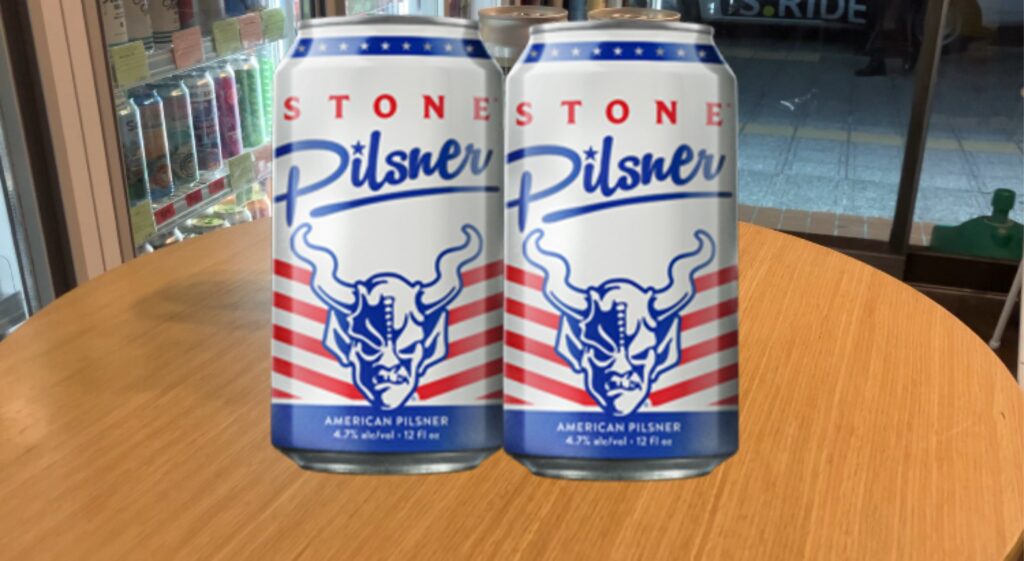 S.RIDE
STONE
Pilsner
AMERICAN PILSNER
4.7% alc/vol · 12 fl oz
STONE
Pilsner
AMERICAN PILSNER
4.7% alc/vol · 12 fl oz